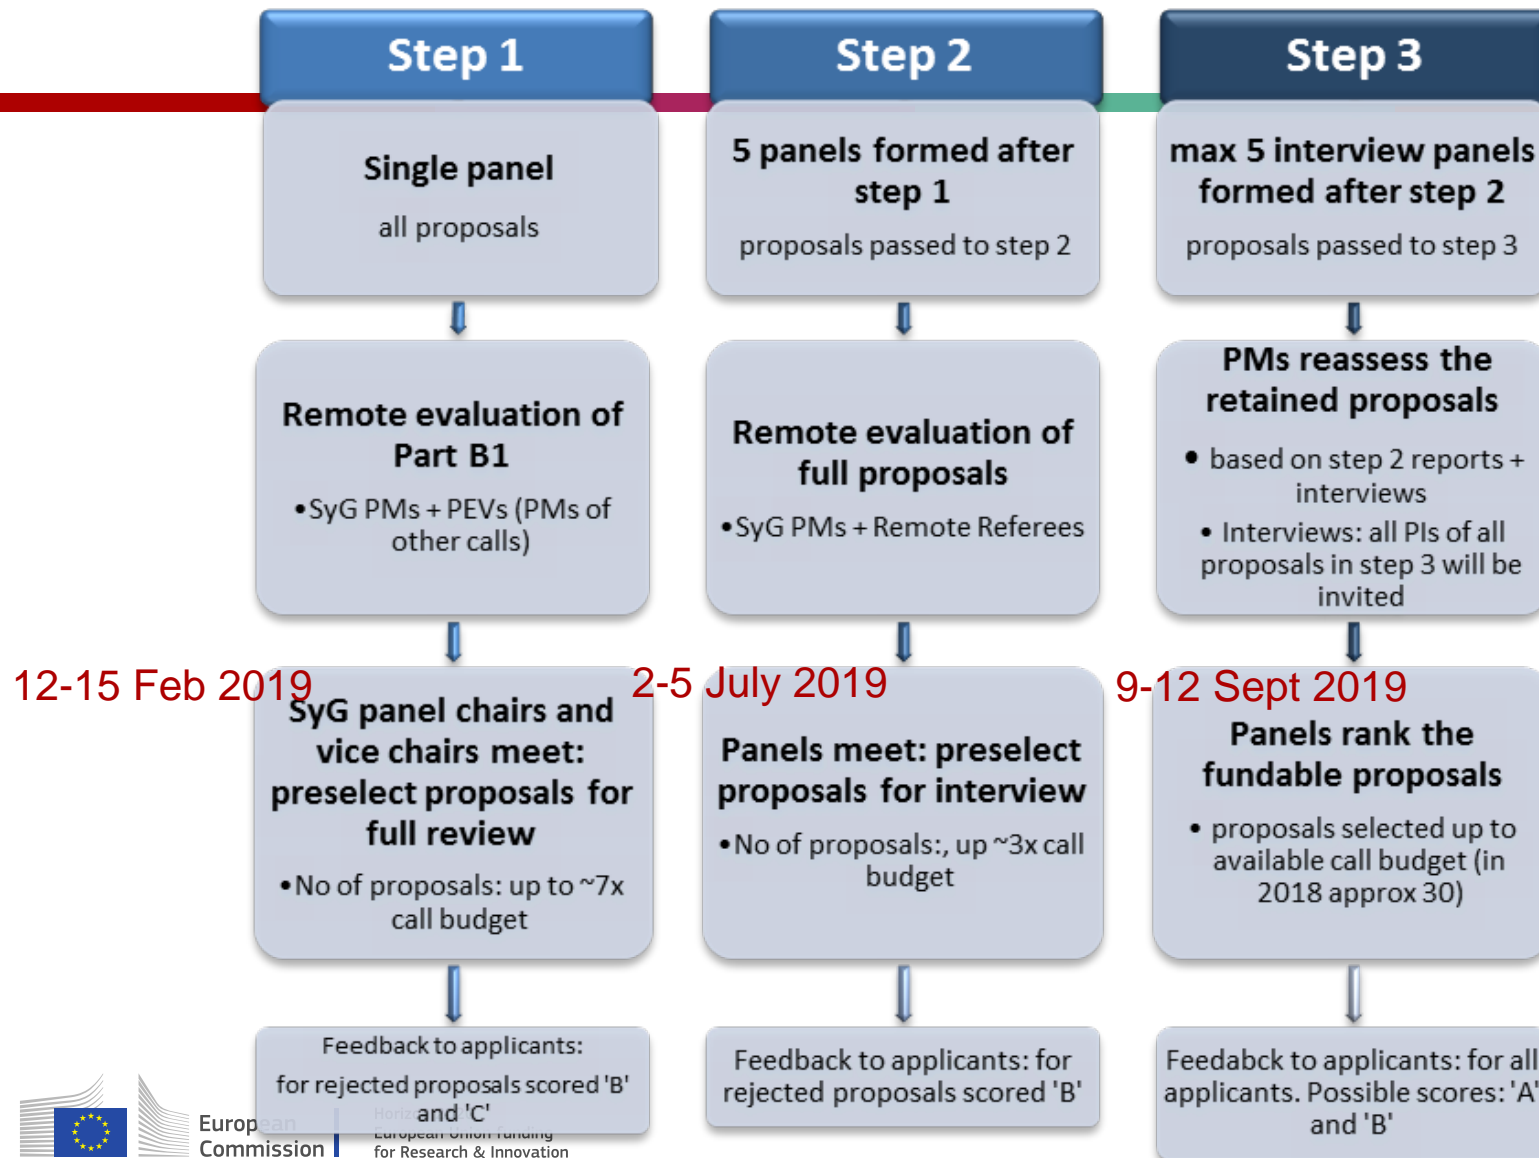 Step 1
Single panel
all proposals
Remote evaluation of
Part B1
•SyG PMs + PEVs (PMs of
other calls)
12-15 Feb 2019
SyG panel chairs and
vice chairs meet:
preselect proposals for
full review
•No of proposals: up to ~7x
call budget
Feedback to applicants:
for rejected proposals scored 'B'
and 'C'
Step 2
5 panels formed after
step 1
proposals passed to step 2
Remote evaluation of
full proposals
•SyG PMs + Remote Referees
2-5 July 2019
Panels meet: preselect
proposals for interview
•No of proposals:, up ~3x call
budget
Feedback to applicants: for
rejected proposals scored 'B'
Step 3
max 5 interview panels
formed after step 2
proposals passed to step 3
PMs reassess the
retained proposals
• based on step 2 reports +
interviews
• Interviews: all PIs of all
proposals in step 3 will be
invited
9-12 Sept 2019
Panels rank the
fundable proposals
• proposals selected up to
available call budget (in
2018 approx 30)
Feedabck to applicants: for all
applicants. Possible scores: 'A'
and 'B'
European
Commission
European Union funding
for Research & Innovation